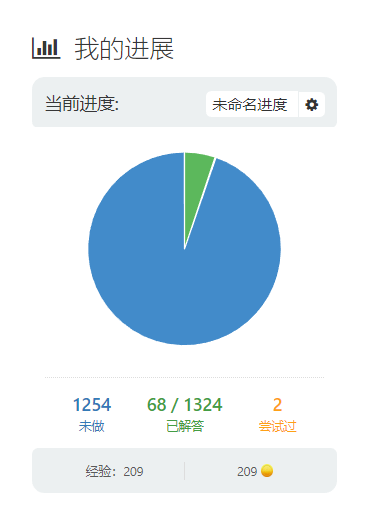 我的进展
当前进度:
未命名进度
1254
68 / 1324
2
未做
已解答
尝试过
经验：209
209